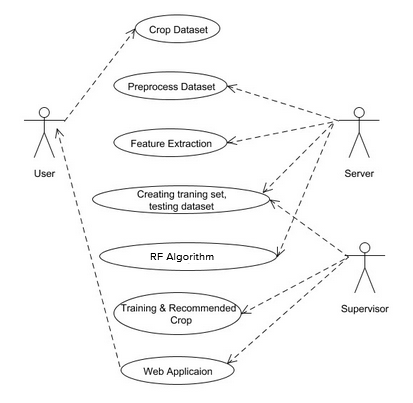 Crop Dataset
Preprocess Dataset
Feature Extraction
User
Server
Creating traning set,
testing dataset
RF Algorithm
Training & Recommended
Crop
Supervisor
Web Applicaion